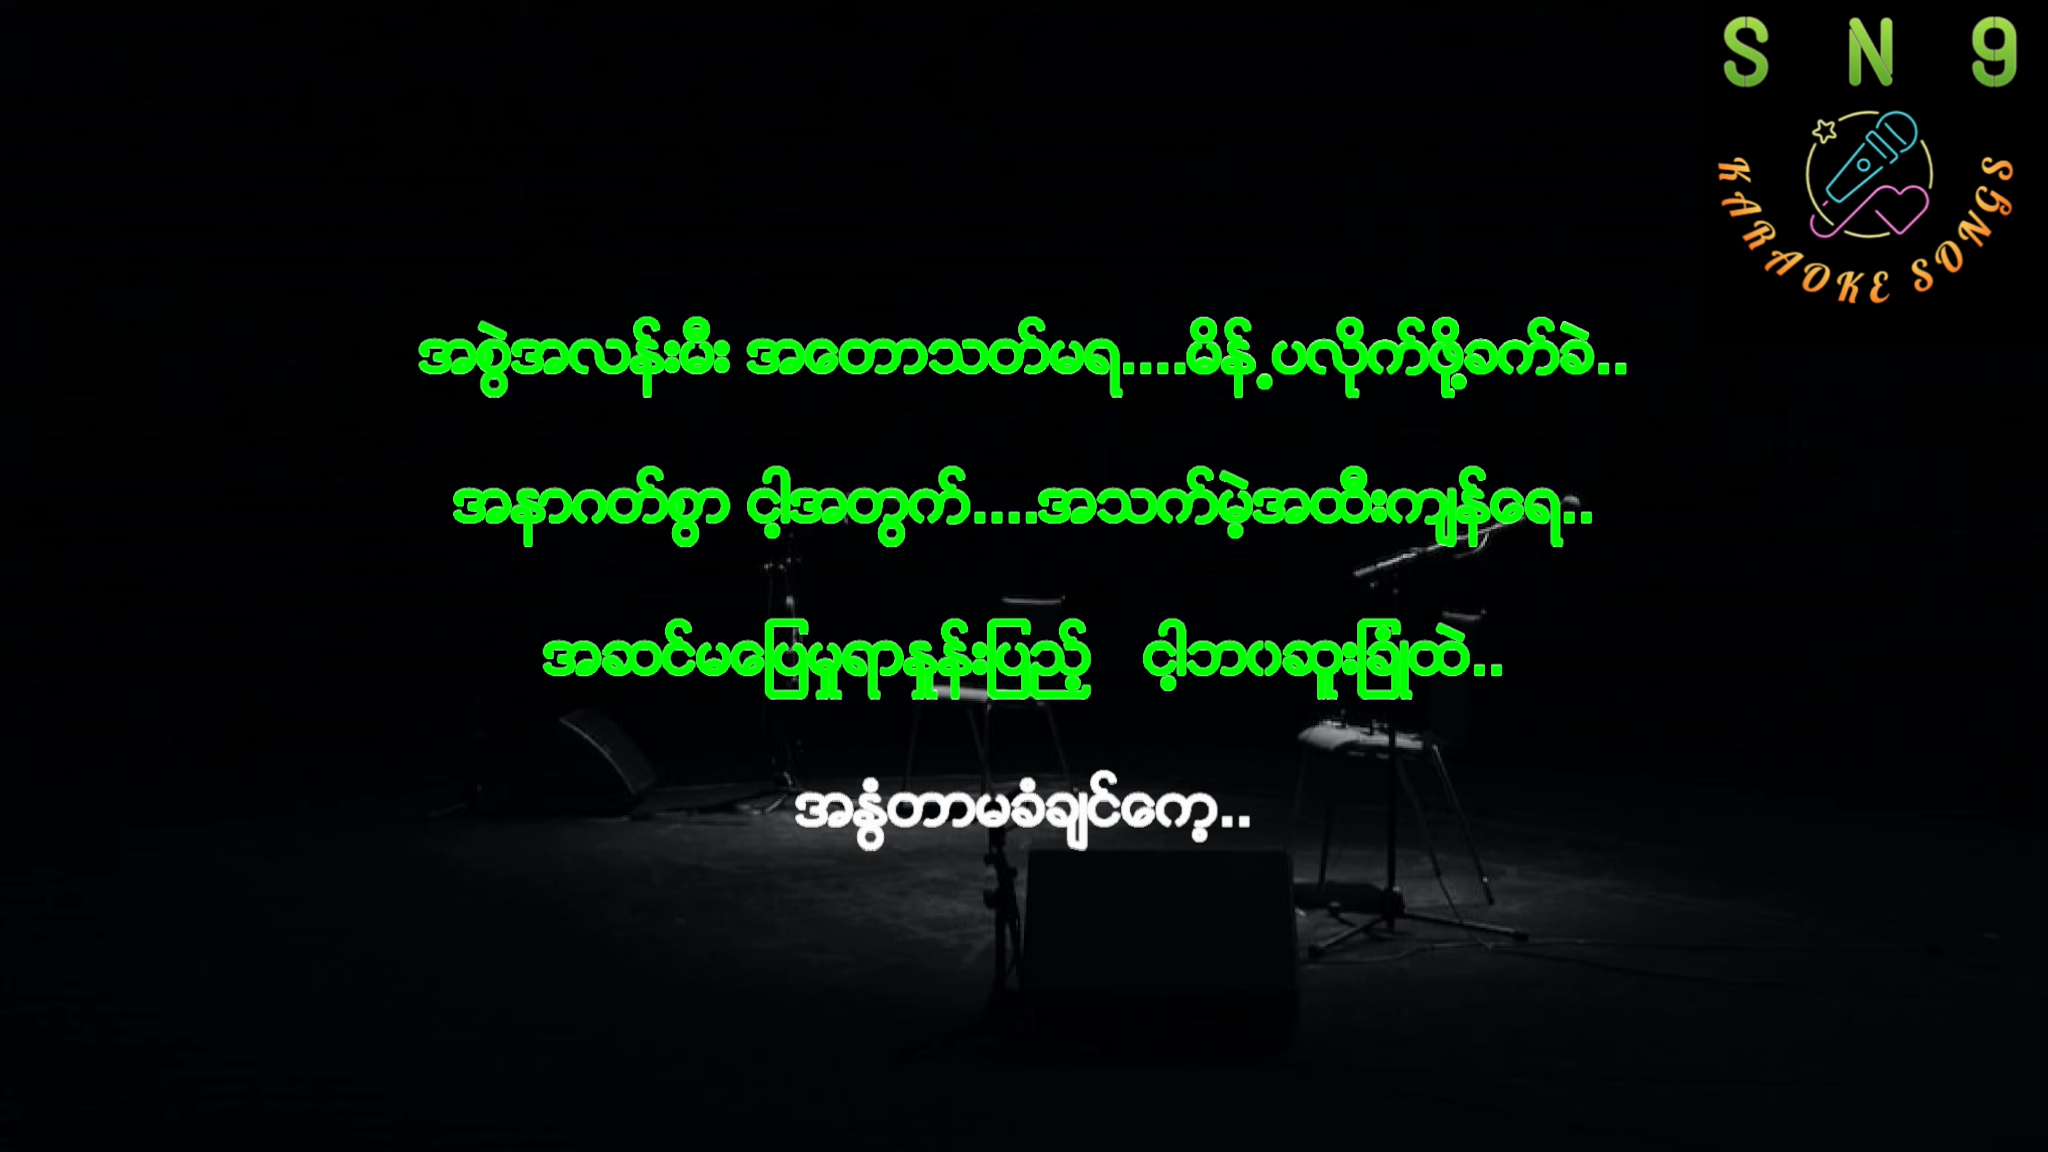 S N 9
KARAOKE SONGS
အစွဲအလန်းမီး အတောသတ်မရ....မိန့်ပလိုက်ဖို့ခက်ခဲ..
အနာဂတ်စွာ ငါ့အတွက်....အသက်မဲ့အထီးကျန်ရေ..
အဆင်မပြေမှုရာနှုန်းပြည့် ငါ့ဘဝဆူးခြုံထဲ..
အနွံတာမခံချင်ကေ့..